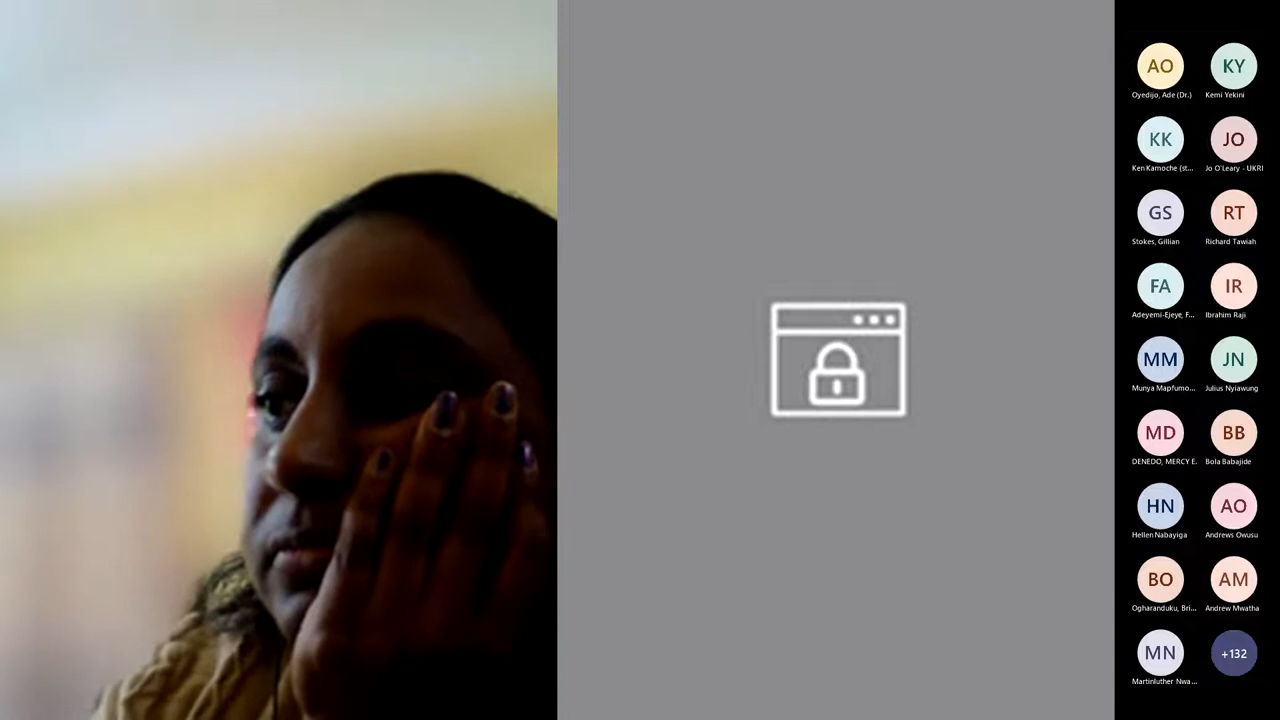 AO KY
Oyedijo, Ade (Dr.) Kemi Yekini
KK JO
Ken Kamoche (st... Jo O'Leary - UKRI
GS RT
Stokes, Gillian Richard Tawiah
FA IR
Adeyemi-Ejeye, F... Ibrahim Raji
MM JN
Munya Mapfumo... Julius Nyiawung
MD BB
DENEDO, MERCY E. Bola Babajide
HN AO
Hellen Nabayiga Andrews Owusu
BO AM
Ogharanduku, Bri... Andrew Mwatha
MN +132
Martinluther Nwa...